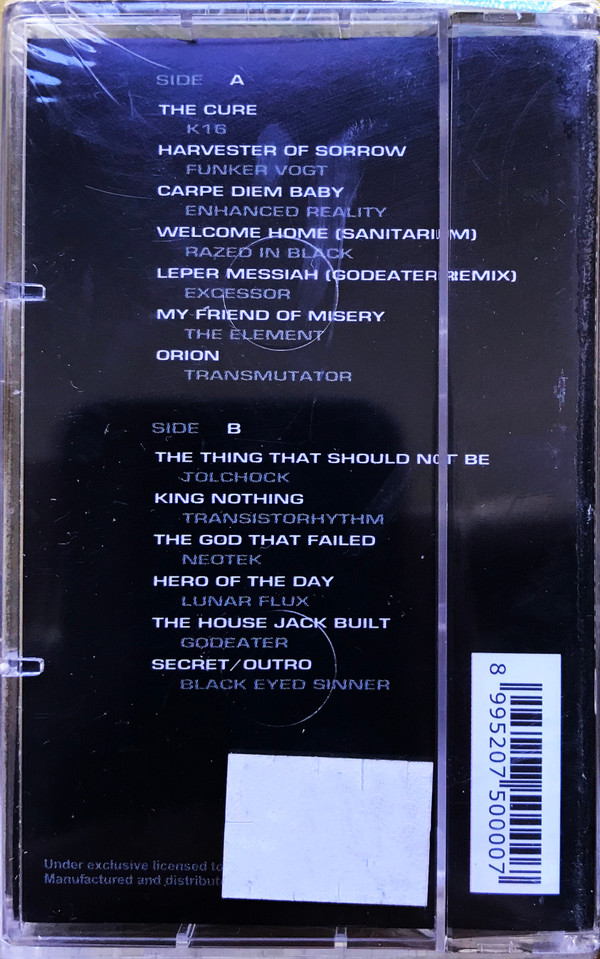 SIDE A
THE CURE
K16
HARVESTER OF SORROW
FUNKER VOGT
CARPE DIEM BABY
ENHANCED REALITY
WELCOME HOME (SANITARIUM)
RAZED IN BLACK
LEPER MESSIAH (GODEATER REMIX)
EXCESSOR
MY FRIEND OF MISERY
THE ELEMENT
ORION
TRANSMUTATOR
SIDE B
THE THING THAT SHOULD NOT BE
JOLCHOCK
KING NOTHING
TRANSISTORHYTHM
THE GOD THAT FAILED
NEOTEK
HERO OF THE DAY
LUNAR FLUX
THE HOUSE JACK BUILT
GODEATER
SECRET/OUTRO
BLACK EYED SINNER
Under exclusive licensed to
Manufactured and
8 995207 500007